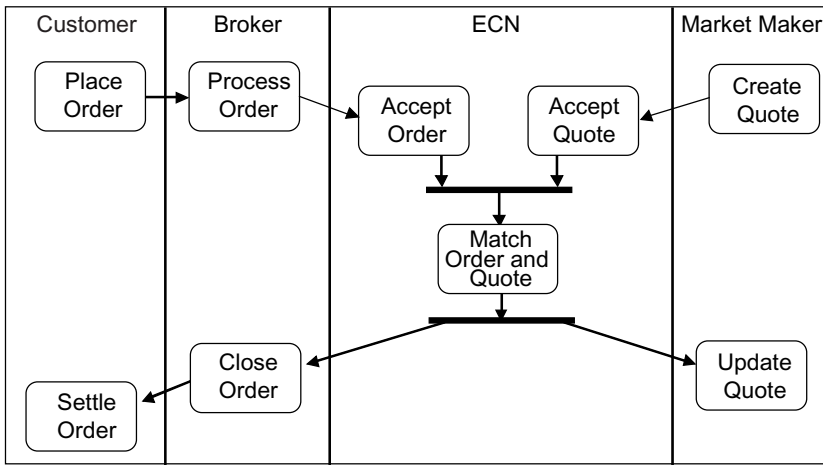 Customer
Broker
ECN
Market Maker
Place
Order
Process
Order
Accept
Order
Accept
Quote
Create
Quote
Match
Order and
Quote
Close
Order
Update
Quote
Settle
Order